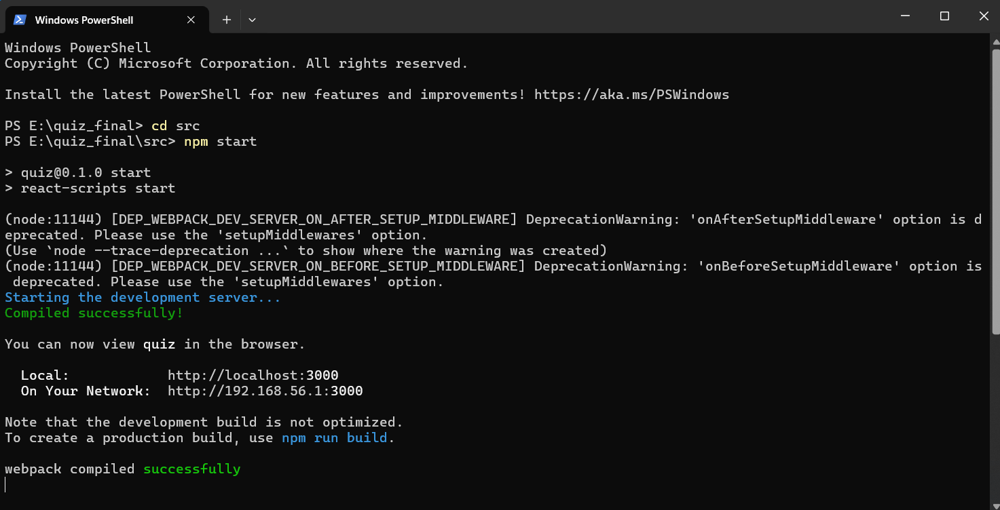 Windows PowerShell
Windows PowerShell
Copyright (C) Microsoft Corporation. All rights reserved.
Install the latest PowerShell for new features and improvements! https://aka.ms/PSWindows
PS E:\quiz_final> cd src
PS E:\quiz_final\src> npm start
> quiz@0.1.0 start
> react-scripts start
(node:11144) [DEP_WEBPACK_DEV_SERVER_ON_AFTER_SETUP_MIDDLEWARE] DeprecationWarning: 'onAfterSetupMiddleware' option is d
eprecated. Please use the 'setupMiddlewares' option.
(Use `node --trace-deprecation ...` to show where the warning was created)
(node:11144) [DEP_WEBPACK_DEV_SERVER_ON_BEFORE_SETUP_MIDDLEWARE] DeprecationWarning: 'onBeforeSetupMiddleware' option is
 deprecated. Please use the 'setupMiddlewares' option.
Starting the development server...
Compiled successfully!
You can now view quiz in the browser.
  Local:            http://localhost:3000
  On Your Network:  http://192.168.56.1:3000
Note that the development build is not optimized.
To create a production build, use npm run build.
webpack compiled successfully